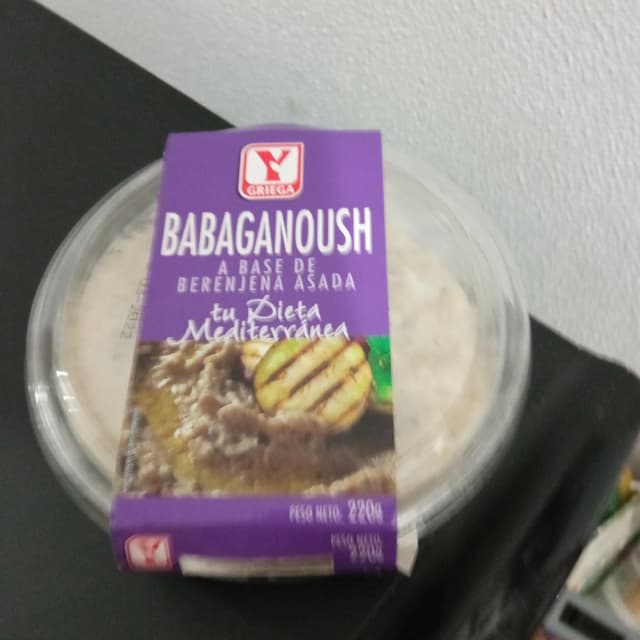 Y
GRIEGA
BABAGANOUSH
A BASE DE
BERENJENA ASADA
tu Dieta
Mediterránea
PESO NETO: 220g
PESO NETO: 220g
Y